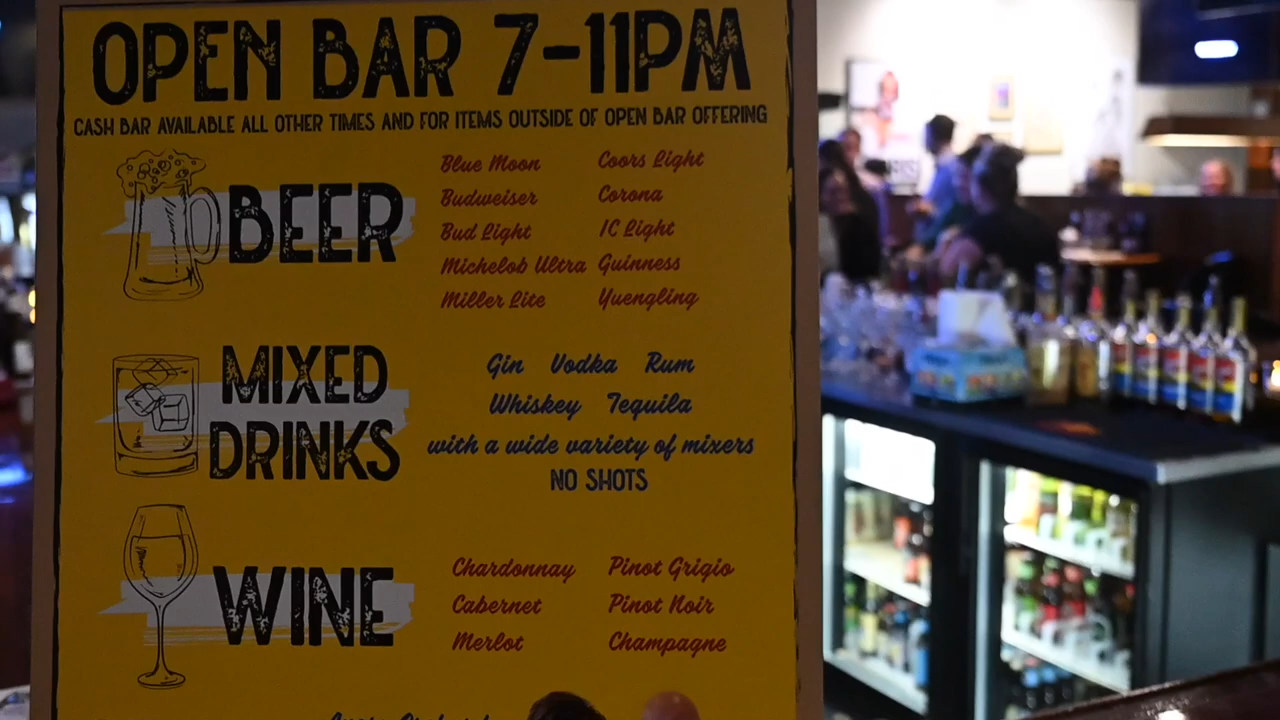 OPEN BAR 7-11PM
CASH BAR AVAILABLE ALL OTHER TIMES AND FOR ITEMS OUTSIDE OF OPEN BAR OFFERING
BEER
Blue Moon Coors Light
Budweiser Corona
Bud Light IC Light
Michelob Ultra Guinness
Miller Lite Yuengling
MIXED
DRINKS
Gin Vodka Rum
Whiskey Tequila
with a wide variety of mixers
NO SHOTS
WINE
Chardonnay Pinot Grigio
Cabernet Pinot Noir
Merlot Champagne